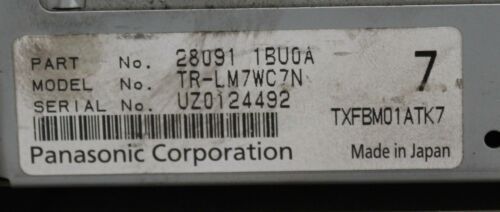 PART No. 28091 1BU0A
MODEL No. TR-LM7WC7N
SERIAL No. UZ0124492
7
TXFBM01ATK7
Panasonic Corporation
Made in Japan